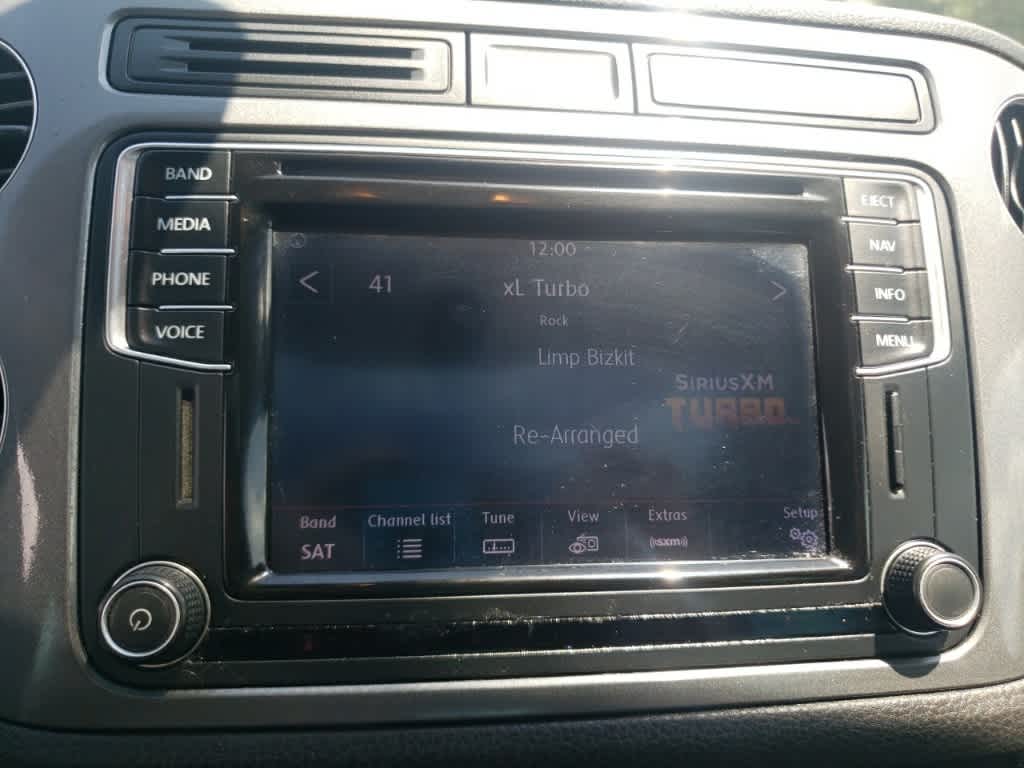 BAND
MEDIA
PHONE
VOICE
EJECT
NAV
INFO
MENU
12:00
41 xL Turbo
Rock
Limp Bizkit
SiriusXM
TURBO
Re-Arranged
Band Channel list Tune View Extras Setup
SAT ((sxm))